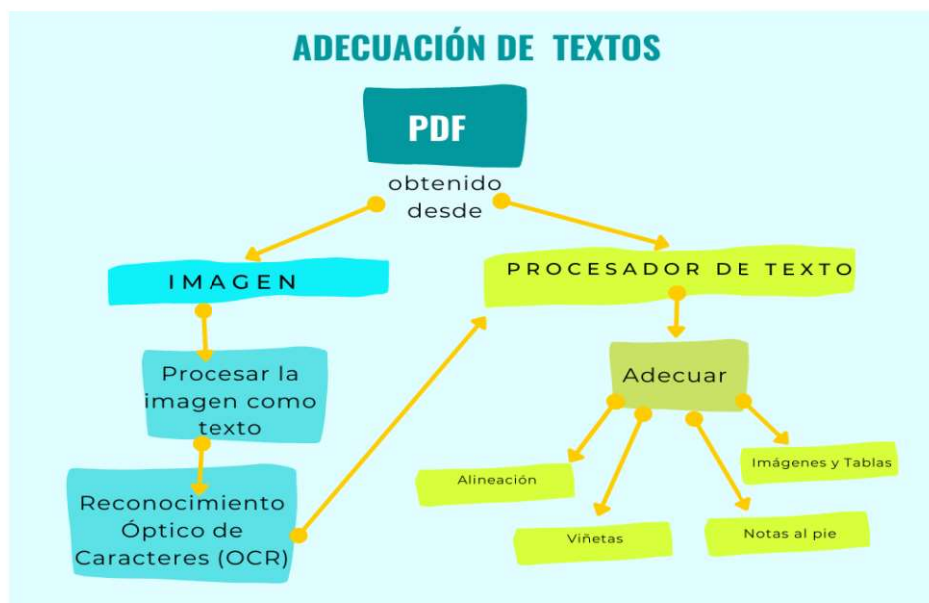 ADECUACIÓN DE TEXTOS
PDF
obtenido
desde
IMAGEN
Procesar la
imagen como
texto
Reconocimiento
Óptico de
Caracteres (OCR)
PROCESADOR DE TEXTO
Adecuar
Alineación
Viñetas
Notas al pie
Imágenes y Tablas